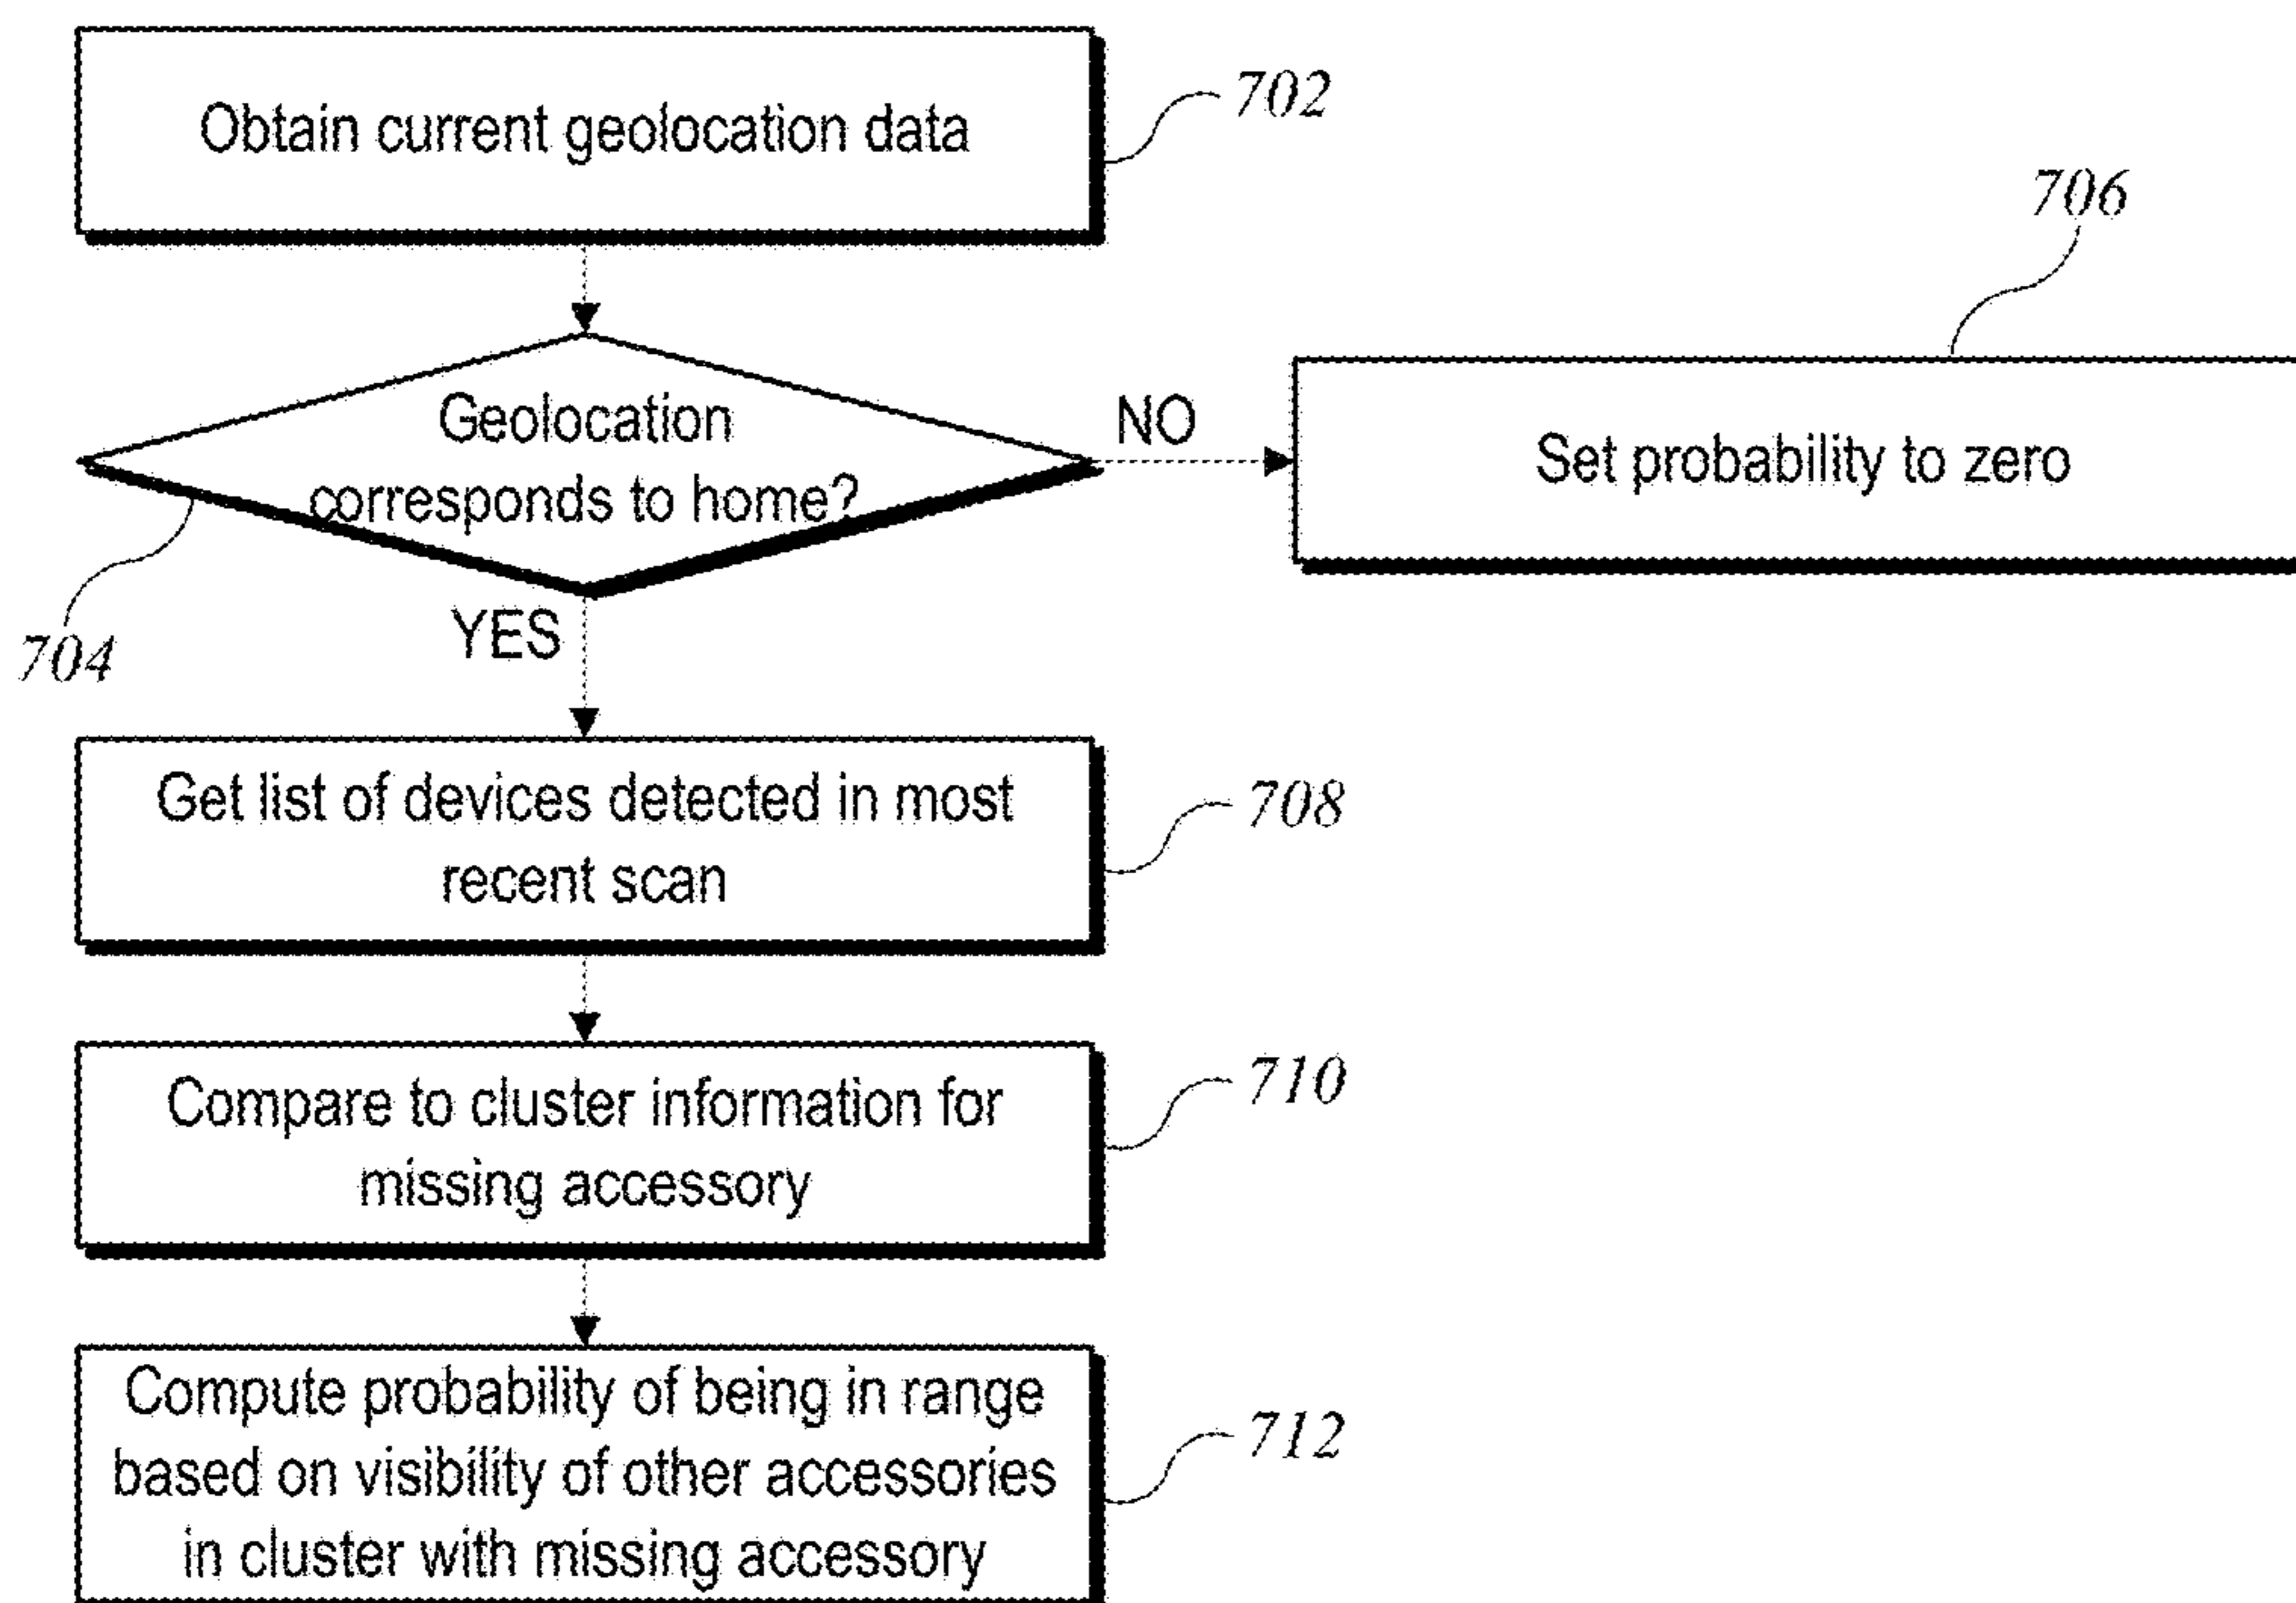 Obtain current geolocation data
702
706
Geolocation
corresponds to home?
NO
Set probability to zero
704
YES
Get list of devices detected in most
recent scan
708
Compare to cluster information for
missing accessory
710
Compute probability of being in range
based on visibility of other accessories
in cluster with missing accessory
712